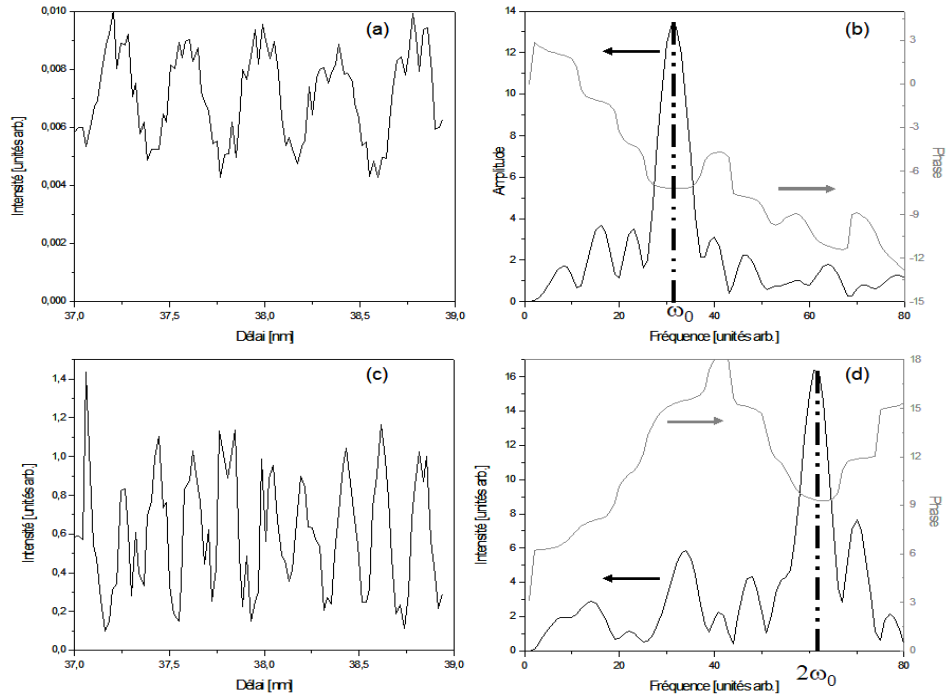 (a)
Intensité [unités arb.]
0,010
0,008
0,006
0,004
0,002
0,000
37,0 37,5 38,0 38,5 39,0
Délai [nm]
(b)
Amplitude
14
12
10
8
6
4
2
0
0 20 40 60 80
ω0
Fréquence [unités arb.]
3
0
-3
-6
-9
-12
-15
Phase
(c)
Intensité [unités arb.]
1,4
1,2
1,0
0,8
0,6
0,4
0,2
0,0
37,0 37,5 38,0 38,5 39,0
Délai [nm]
(d)
Intensité [unités arb.]
16
14
12
10
8
6
4
2
0
0 20 40 60 80
2ω0
Fréquence [unités arb.]
18
15
12
9
6
3
0
Phase